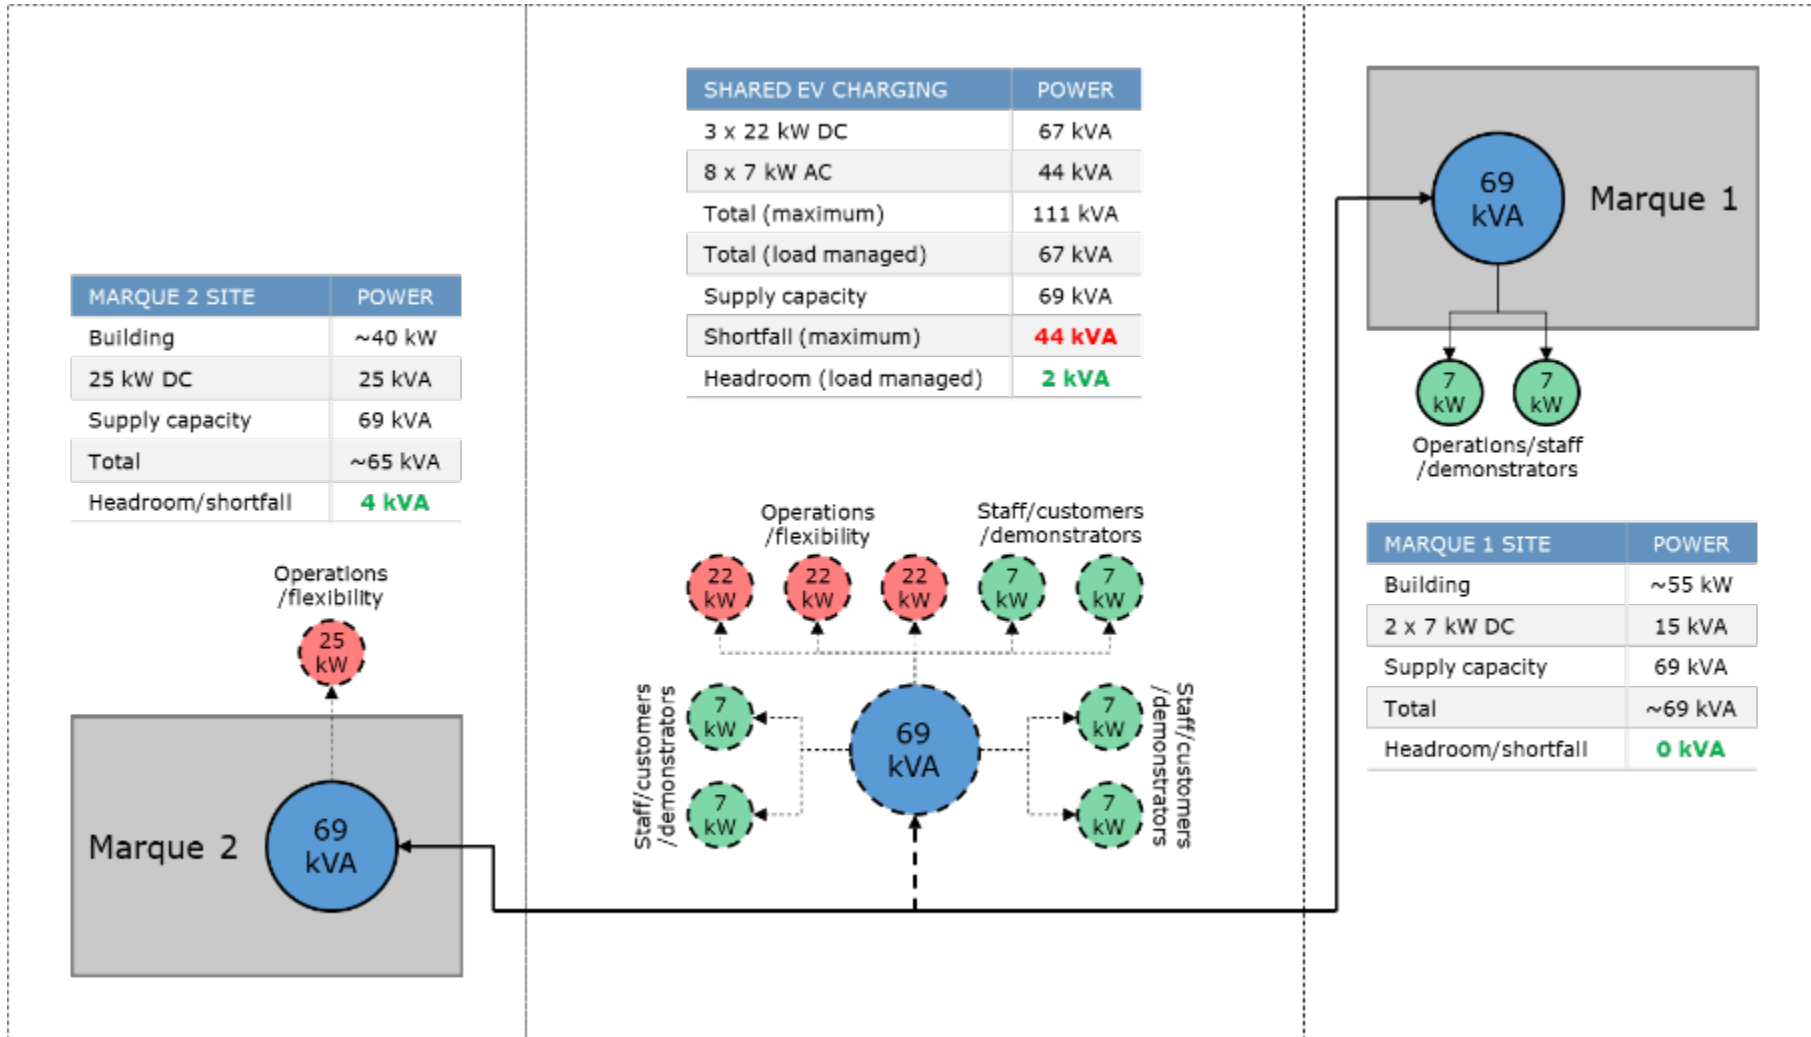 MARQUE 2 SITE POWER
Building ~40 kW
25 kW DC 25 kVA
Supply capacity 69 kVA
Total ~65 kVA
Headroom/shortfall 4 kVA
Operations
/flexibility
25
kW
Marque 2
69
kVA
SHARED EV CHARGING POWER
3 x 22 kW DC 67 kVA
8 x 7 kW AC 44 kVA
Total (maximum) 111 kVA
Total (load managed) 67 kVA
Supply capacity 69 kVA
Shortfall (maximum) 44 kVA
Headroom (load managed) 2 kVA
Operations
/flexibility
Staff/customers
/demonstrators
22
kW
22
kW
22
kW
7
kW
7
kW
Staff/customers
/demonstrators
7
kW
7
kW
69
kVA
7
kW
7
kW
Staff/customers
/demonstrators
69
kVA
Marque 1
7
kW
7
kW
Operations/staff
/demonstrators
MARQUE 1 SITE POWER
Building ~55 kW
2 x 7 kW DC 15 kVA
Supply capacity 69 kVA
Total ~69 kVA
Headroom/shortfall 0 kVA